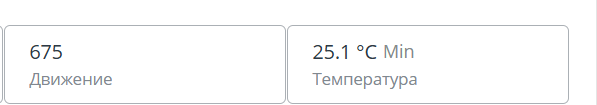 675
Движение
25.1 °C Min
Температура